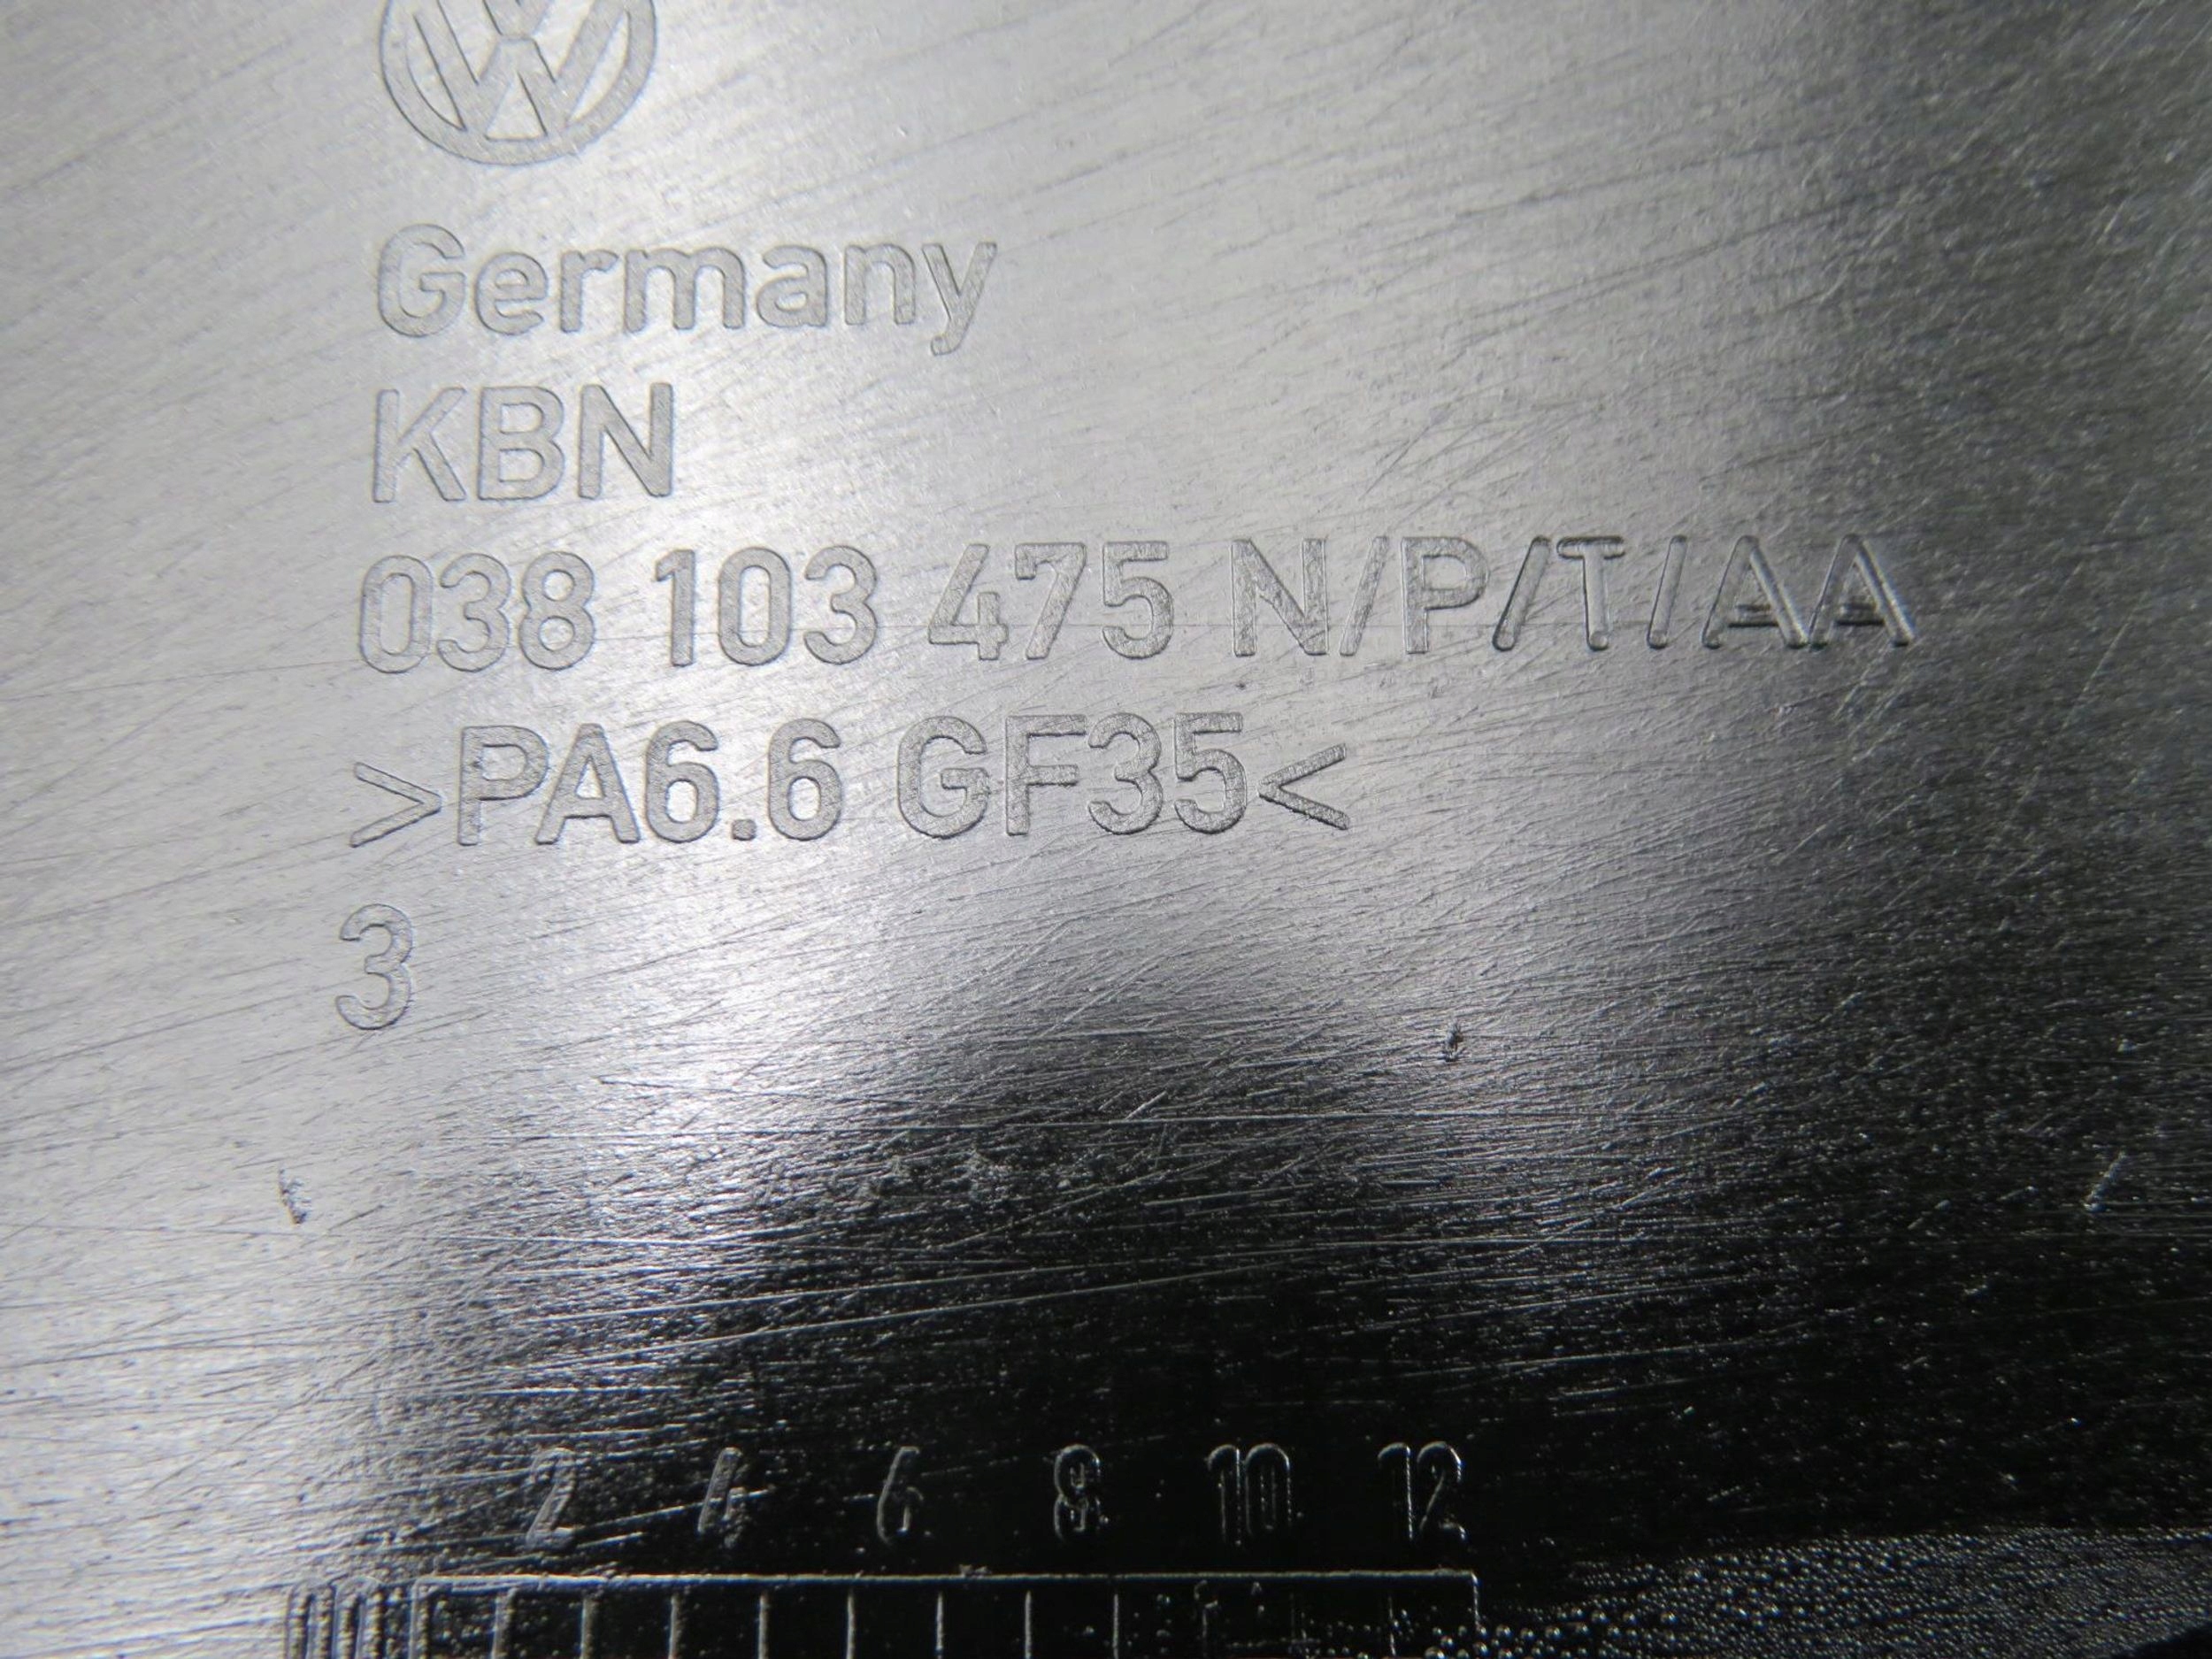 Germany
KBN
038 103 475 N/P/T/AA
>PA6.6 GF35<
3
2 4 6 8 10 12